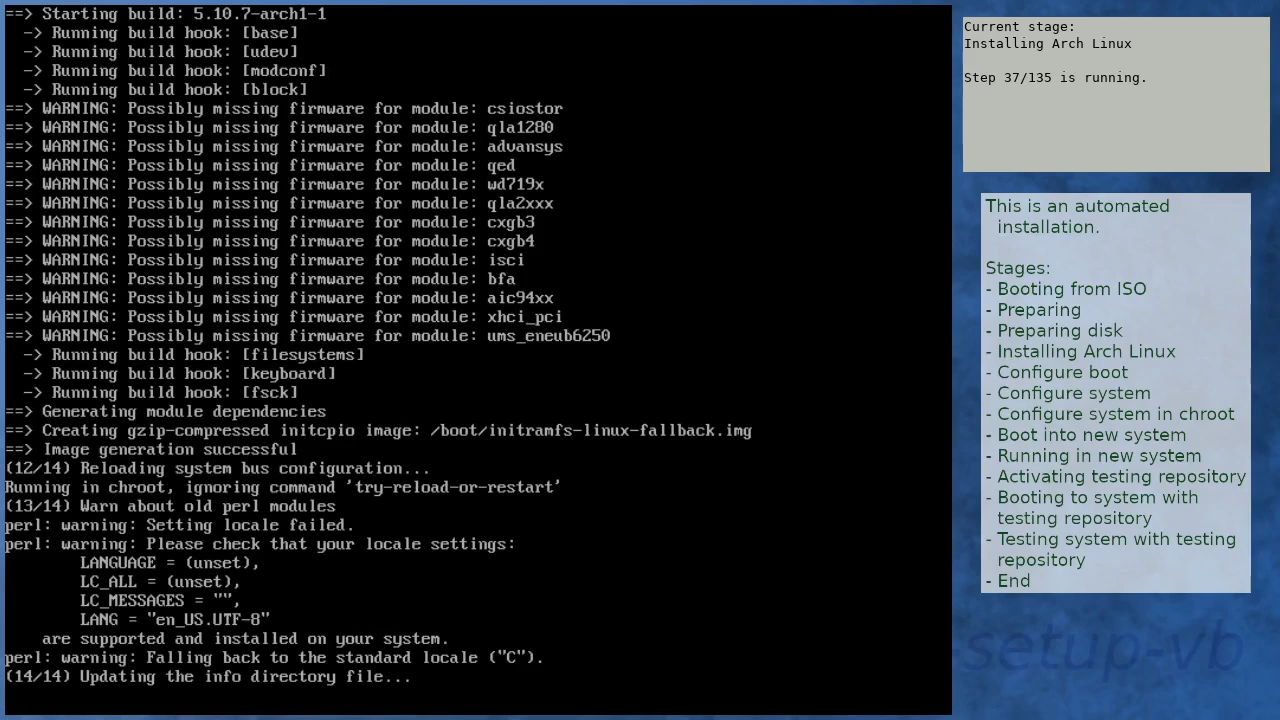 ==> Starting build: 5.10.7-arch1-1
  -> Running build hook: [base]
  -> Running build hook: [udev]
  -> Running build hook: [modconf]
  -> Running build hook: [block]
==> WARNING: Possibly missing firmware for module: csiostor
==> WARNING: Possibly missing firmware for module: qla1280
==> WARNING: Possibly missing firmware for module: advansys
==> WARNING: Possibly missing firmware for module: qed
==> WARNING: Possibly missing firmware for module: wd719x
==> WARNING: Possibly missing firmware for module: qla2xxx
==> WARNING: Possibly missing firmware for module: cxgb3
==> WARNING: Possibly missing firmware for module: cxgb4
==> WARNING: Possibly missing firmware for module: isci
==> WARNING: Possibly missing firmware for module: bfa
==> WARNING: Possibly missing firmware for module: aic94xx
==> WARNING: Possibly missing firmware for module: xhci_pci
==> WARNING: Possibly missing firmware for module: ums_eneub6250
  -> Running build hook: [filesystems]
  -> Running build hook: [keyboard]
  -> Running build hook: [fsck]
==> Generating module dependencies
==> Creating gzip-compressed initcpio image: /boot/initramfs-linux-fallback.img
==> Image generation successful
(12/14) Reloading system bus configuration...
Running in chroot, ignoring command 'try-reload-or-restart'
(13/14) Warn about old perl modules
perl: warning: Setting locale failed.
perl: warning: Please check that your locale settings:
        LANGUAGE = (unset),
        LC_ALL = (unset),
        LC_MESSAGES = "",
        LANG = "en_US.UTF-8"
    are supported and installed on your system.
perl: warning: Falling back to the standard locale ("C").
(14/14) Updating the info directory file...
Current stage:
Installing Arch Linux
Step 37/135 is running.
This is an automated
installation.
Stages:
- Booting from ISO
- Preparing
- Preparing disk
- Installing Arch Linux
- Configure boot
- Configure system
- Configure system in chroot
- Boot into new system
- Running in new system
- Activating testing repository
- Booting to system with
testing repository
- Testing system with testing
repository
- End
-setup-vb